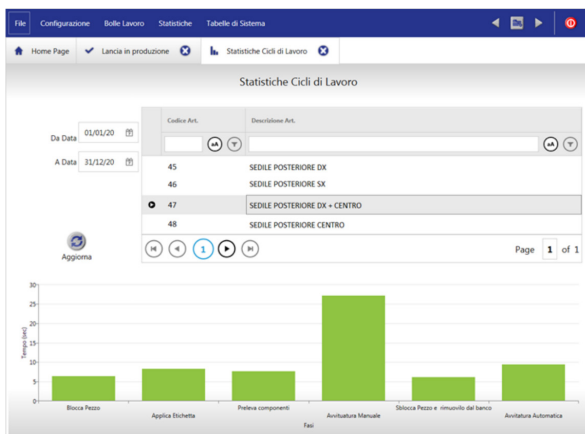 File Configurazione Bolle Lavoro Statistiche Tabelle di Sistema
Home Page Lancia in produzione Statistiche Cicli di Lavoro
Statistiche Cicli di Lavoro
Codice Art. Descrizione Art.
Da Data 01/01/20
aA aA
A Data 31/12/20
45 SEDILE POSTERIORE DX
46 SEDILE POSTERIORE SX
47 SEDILE POSTERIORE DX + CENTRO
48 SEDILE POSTERIORE CENTRO
Aggiorna
1 Page 1 of 1
30
25
20
15
10
5
0
Tempo (sec)
Blocca Pezzo Preleva componenti Sblocca Pezzo e rimuovilo dal banco
Applica Etichetta Avvituatura Manuale Avvitatura Automatica
Fasi